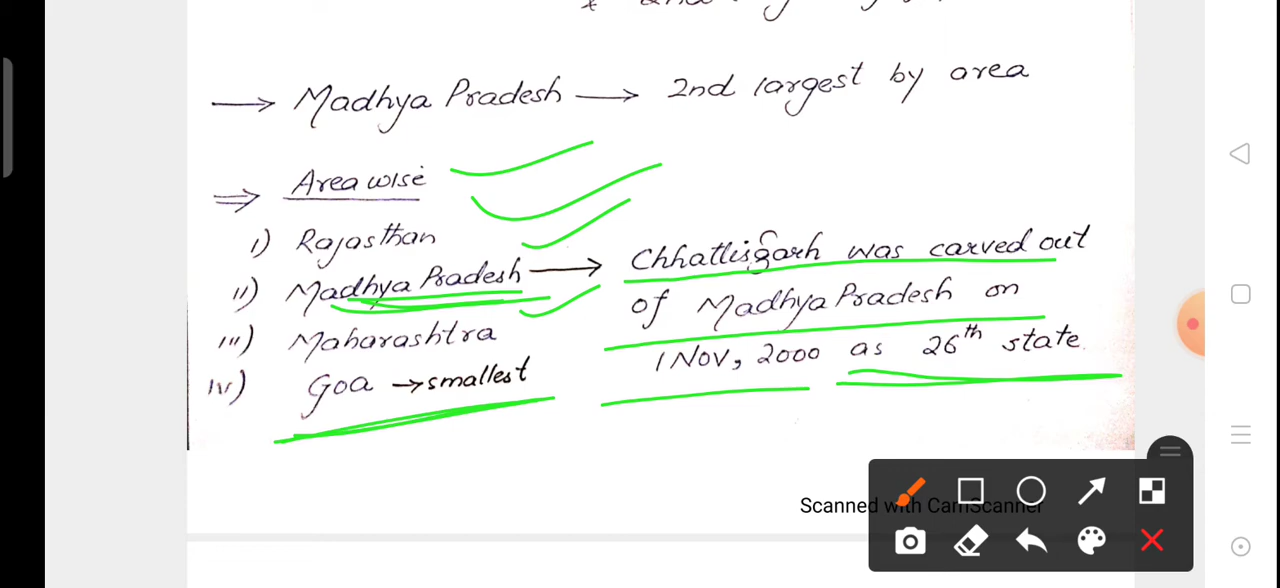 → Madhya Pradesh → 2nd largest by area
⇒ Area wise
i) Rajasthan
ii) Madhya Pradesh → Chhattisgarh was carved out
of Madhya Pradesh on
1 Nov, 2000 as 26th state.
iii) Maharashtra
iv) Goa → smallest
Scanned with CamScanner